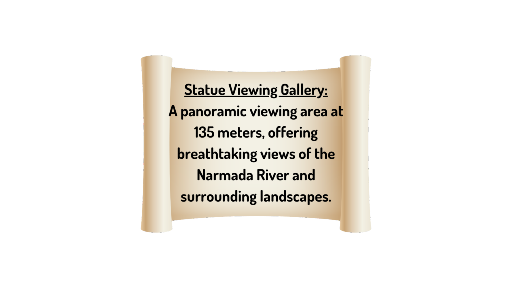 Statue Viewing Gallery:
A panoramic viewing area at
135 meters, offering
breathtaking views of the
Narmada River and
surrounding landscapes.